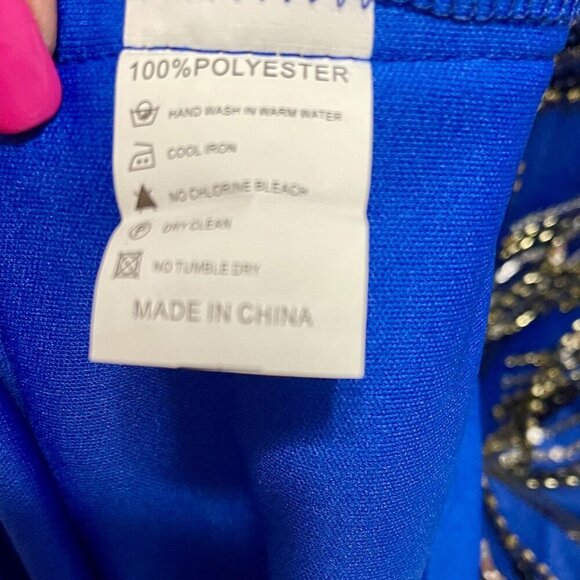 100%POLYESTER
HAND WASH IN WARM WATER
COOL IRON
NO CHLORINE BLEACH
DRY CLEAN
NO TUMBLE DRY
MADE IN CHINA